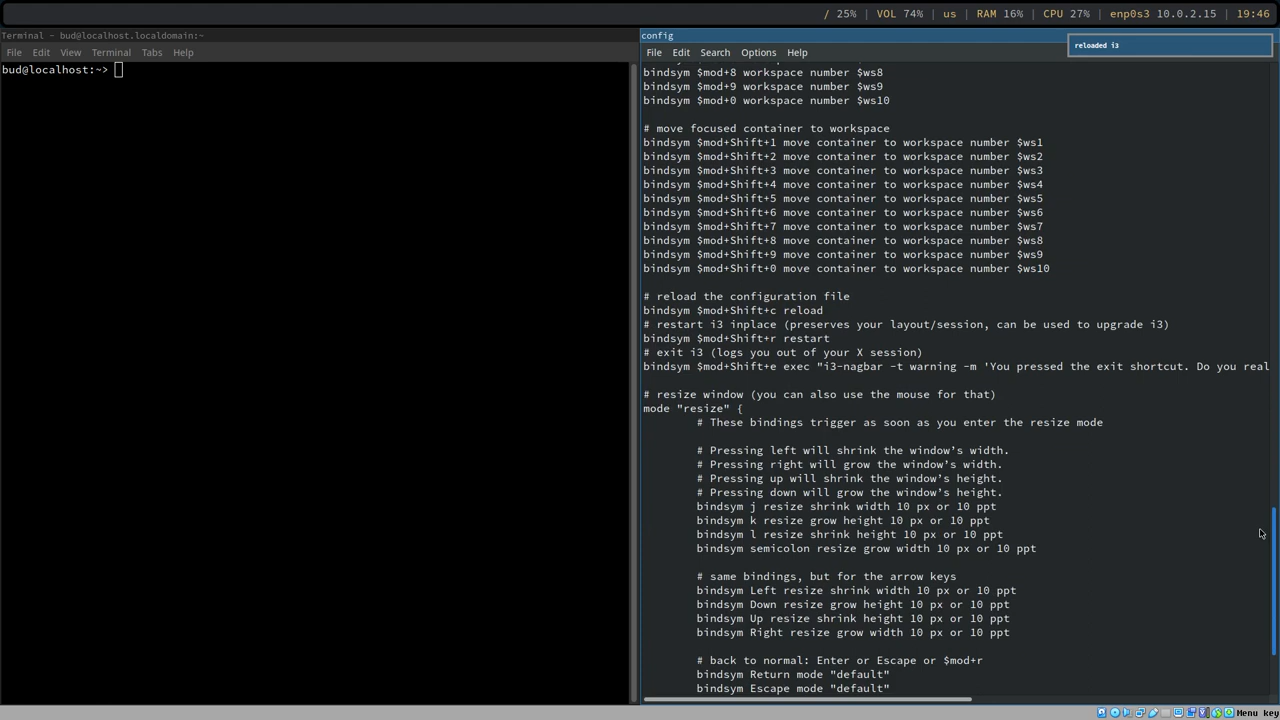 / 25% | VOL 74% | us | RAM 16% | CPU 27% | enp0s3 10.0.2.15 | 19:46
Terminal - bud@localhost.localdomain:~
File Edit View Terminal Tabs Help
bud@localhost:~>
config
reloaded i3
File Edit Search Options Help
bindsym $mod+8 workspace number $ws8
bindsym $mod+9 workspace number $ws9
bindsym $mod+0 workspace number $ws10
# move focused container to workspace
bindsym $mod+Shift+1 move container to workspace number $ws1
bindsym $mod+Shift+2 move container to workspace number $ws2
bindsym $mod+Shift+3 move container to workspace number $ws3
bindsym $mod+Shift+4 move container to workspace number $ws4
bindsym $mod+Shift+5 move container to workspace number $ws5
bindsym $mod+Shift+6 move container to workspace number $ws6
bindsym $mod+Shift+7 move container to workspace number $ws7
bindsym $mod+Shift+8 move container to workspace number $ws8
bindsym $mod+Shift+9 move container to workspace number $ws9
bindsym $mod+Shift+0 move container to workspace number $ws10
# reload the configuration file
bindsym $mod+Shift+c reload
# restart i3 inplace (preserves your layout/session, can be used to upgrade i3)
bindsym $mod+Shift+r restart
# exit i3 (logs you out of your X session)
bindsym $mod+Shift+e exec "i3-nagbar -t warning -m 'You pressed the exit shortcut. Do you real
# resize window (you can also use the mouse for that)
mode "resize" {
# These bindings trigger as soon as you enter the resize mode
# Pressing left will shrink the window’s width.
# Pressing right will grow the window’s width.
# Pressing up will shrink the window’s height.
# Pressing down will grow the window’s height.
bindsym j resize shrink width 10 px or 10 ppt
bindsym k resize grow height 10 px or 10 ppt
bindsym l resize shrink height 10 px or 10 ppt
bindsym semicolon resize grow width 10 px or 10 ppt
# same bindings, but for the arrow keys
bindsym Left resize shrink width 10 px or 10 ppt
bindsym Down resize grow height 10 px or 10 ppt
bindsym Up resize shrink height 10 px or 10 ppt
bindsym Right resize grow width 10 px or 10 ppt
# back to normal: Enter or Escape or $mod+r
bindsym Return mode "default"
bindsym Escape mode "default"
Menu key